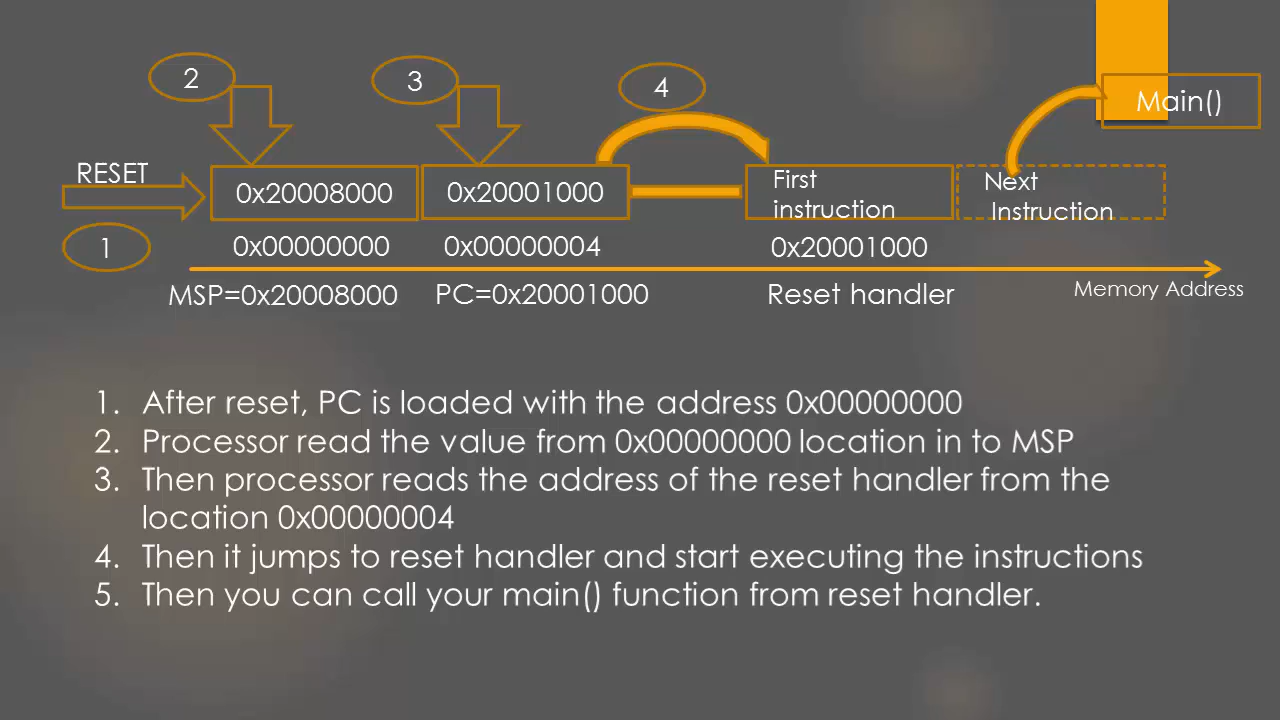 2
3
4
Main()
RESET
0x20008000
0x20001000
First
instruction
Next
Instruction
1
0x00000000
0x00000004
0x20001000
MSP=0x20008000
PC=0x20001000
Reset handler
Memory Address
1. After reset, PC is loaded with the address 0x00000000
2. Processor read the value from 0x00000000 location in to MSP
3. Then processor reads the address of the reset handler from the
location 0x00000004
4. Then it jumps to reset handler and start executing the instructions
5. Then you can call your main() function from reset handler.